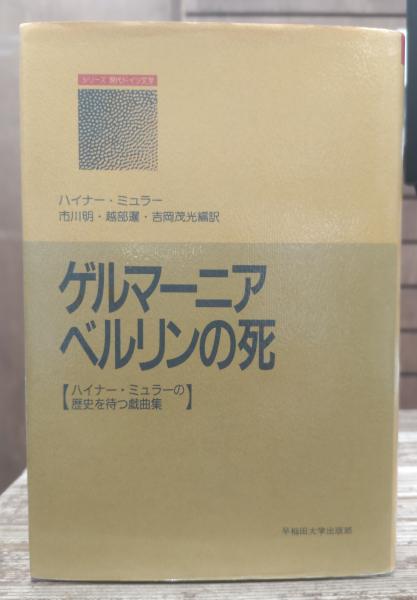 シリーズ 現代ドイツ文学
ハイナー・ミュラー
市川明・越部暹・吉岡茂光編訳
ゲルマーニア
ベルリンの死
【ハイナー・ミュラーの
歴史を待つ戯曲集】
早稲田大学出版部